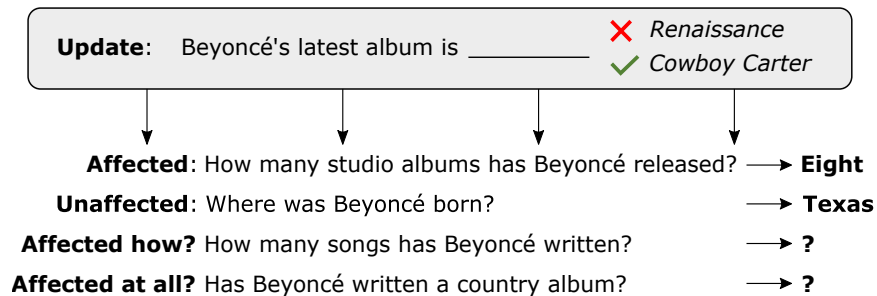 Update: Beyoncé's latest album is __________ ❌ Renaissance
✓ Cowboy Carter
Affected: How many studio albums has Beyoncé released? → Eight
Unaffected: Where was Beyoncé born? → Texas
Affected how? How many songs has Beyoncé written? → ?
Affected at all? Has Beyoncé written a country album? → ?